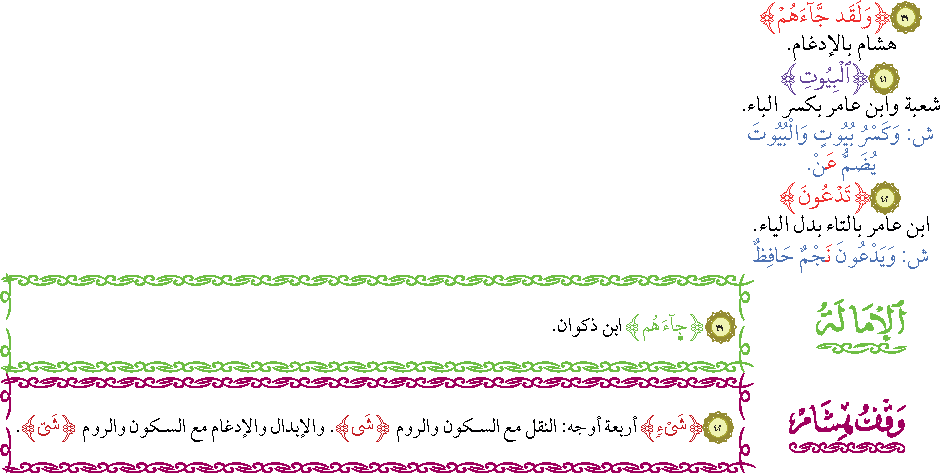 ﴿وَلَقَد جَّآءَهُمْ﴾ ٣٩
هشام بالإدغام.
﴿ٱلْبِيُوتِ﴾ ٤١
شعبة وابن عامر بكسر الباء.
ش: وَكَسْرُ بُيُوتٍ وَالْبُيُوتَ
يُضَمُّ عَنْ.
﴿تَدْعُونَ﴾ ٤٢
ابن عامر بالتاء بدل الياء.
ش: وَيَدْعُونَ نَجْمٌ حَافِظٌ
ٱلْإِمَالَةُ
٣٩ ﴿جَآءَهُم﴾ ابن ذكوان.
وَقْفُ هِشَامٍ
٤٢ ﴿شَىْءٍ﴾ أربعة أوجه: النقل مع السكون والروم ﴿شَى﴾. والإبدال والإدغام مع السكون والروم ﴿شَىّ﴾.